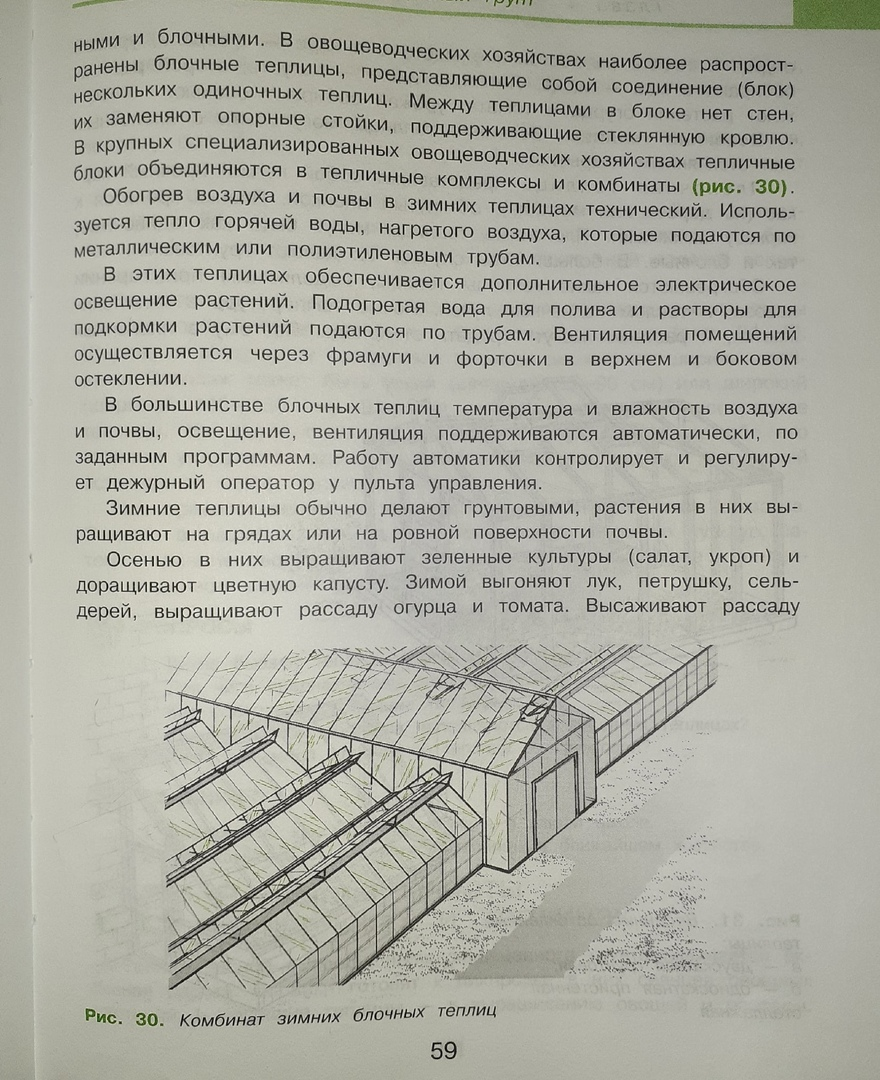 ными и блочными. В овощеводческих хозяйствах наиболее распрост-
ранены блочные теплицы, представляющие собой соединение (блок)
нескольких одиночных теплиц. Между теплицами в блоке нет стен,
их заменяют опорные стойки, поддерживающие стеклянную кровлю.
В крупных специализированных овощеводческих хозяйствах тепличные
блоки объединяются в тепличные комплексы и комбинаты (рис. 30).
Обогрев воздуха и почвы в зимних теплицах технический. Исполь-
зуется тепло горячей воды, нагретого воздуха, которые подаются по
металлическим или полиэтиленовым трубам.
В этих теплицах обеспечивается дополнительное электрическое
освещение растений. Подогретая вода для полива и растворы для
подкормки растений подаются по трубам. Вентиляция помещений
осуществляется через фрамуги и форточки в верхнем и боковом
остеклении.
В большинстве блочных теплиц температура и влажность воздуха
и почвы, освещение, вентиляция поддерживаются автоматически, по
заданным программам. Работу автоматики контролирует и регулиру-
ет дежурный оператор у пульта управления.
Зимние теплицы обычно делают грунтовыми, растения в них вы-
ращивают на грядах или на ровной поверхности почвы.
Осенью в них выращивают зеленные культуры (салат, укроп) и
доращивают цветную капусту. Зимой выгоняют лук, петрушку, сель-
дерей, выращивают рассаду огурца и томата. Высаживают рассаду
Рис. 30. Комбинат зимних блочных теплиц
59